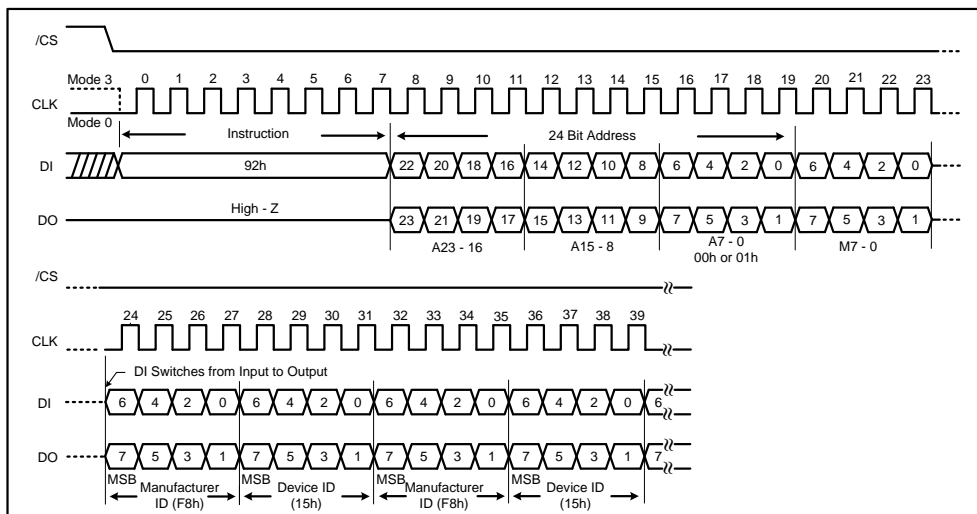 /CS
Mode 3 0 1 2 3 4 5 6 7 8 9 10 11 12 13 14 15 16 17 18 19 20 21 22 23
CLK
Mode 0
Instruction 24 Bit Address
DI 92h 22 20 18 16 14 12 10 8 6 4 2 0 6 4 2 0
DO High - Z 23 21 19 17 15 13 11 9 7 5 3 1 7 5 3 1
A23 - 16 A15 - 8 A7 - 0 M7 - 0
00h or 01h
/CS
24 25 26 27 28 29 30 31 32 33 34 35 36 37 38 39
CLK
DI Switches from Input to Output
DI 6 4 2 0 6 4 2 0 6 4 2 0 6 4 2 0 6
DO 7 5 3 1 7 5 3 1 7 5 3 1 7 5 3 1 7
MSB MSB MSB MSB
Manufacturer Device ID Manufacturer Device ID
ID (F8h) (15h) ID (F8h) (15h)